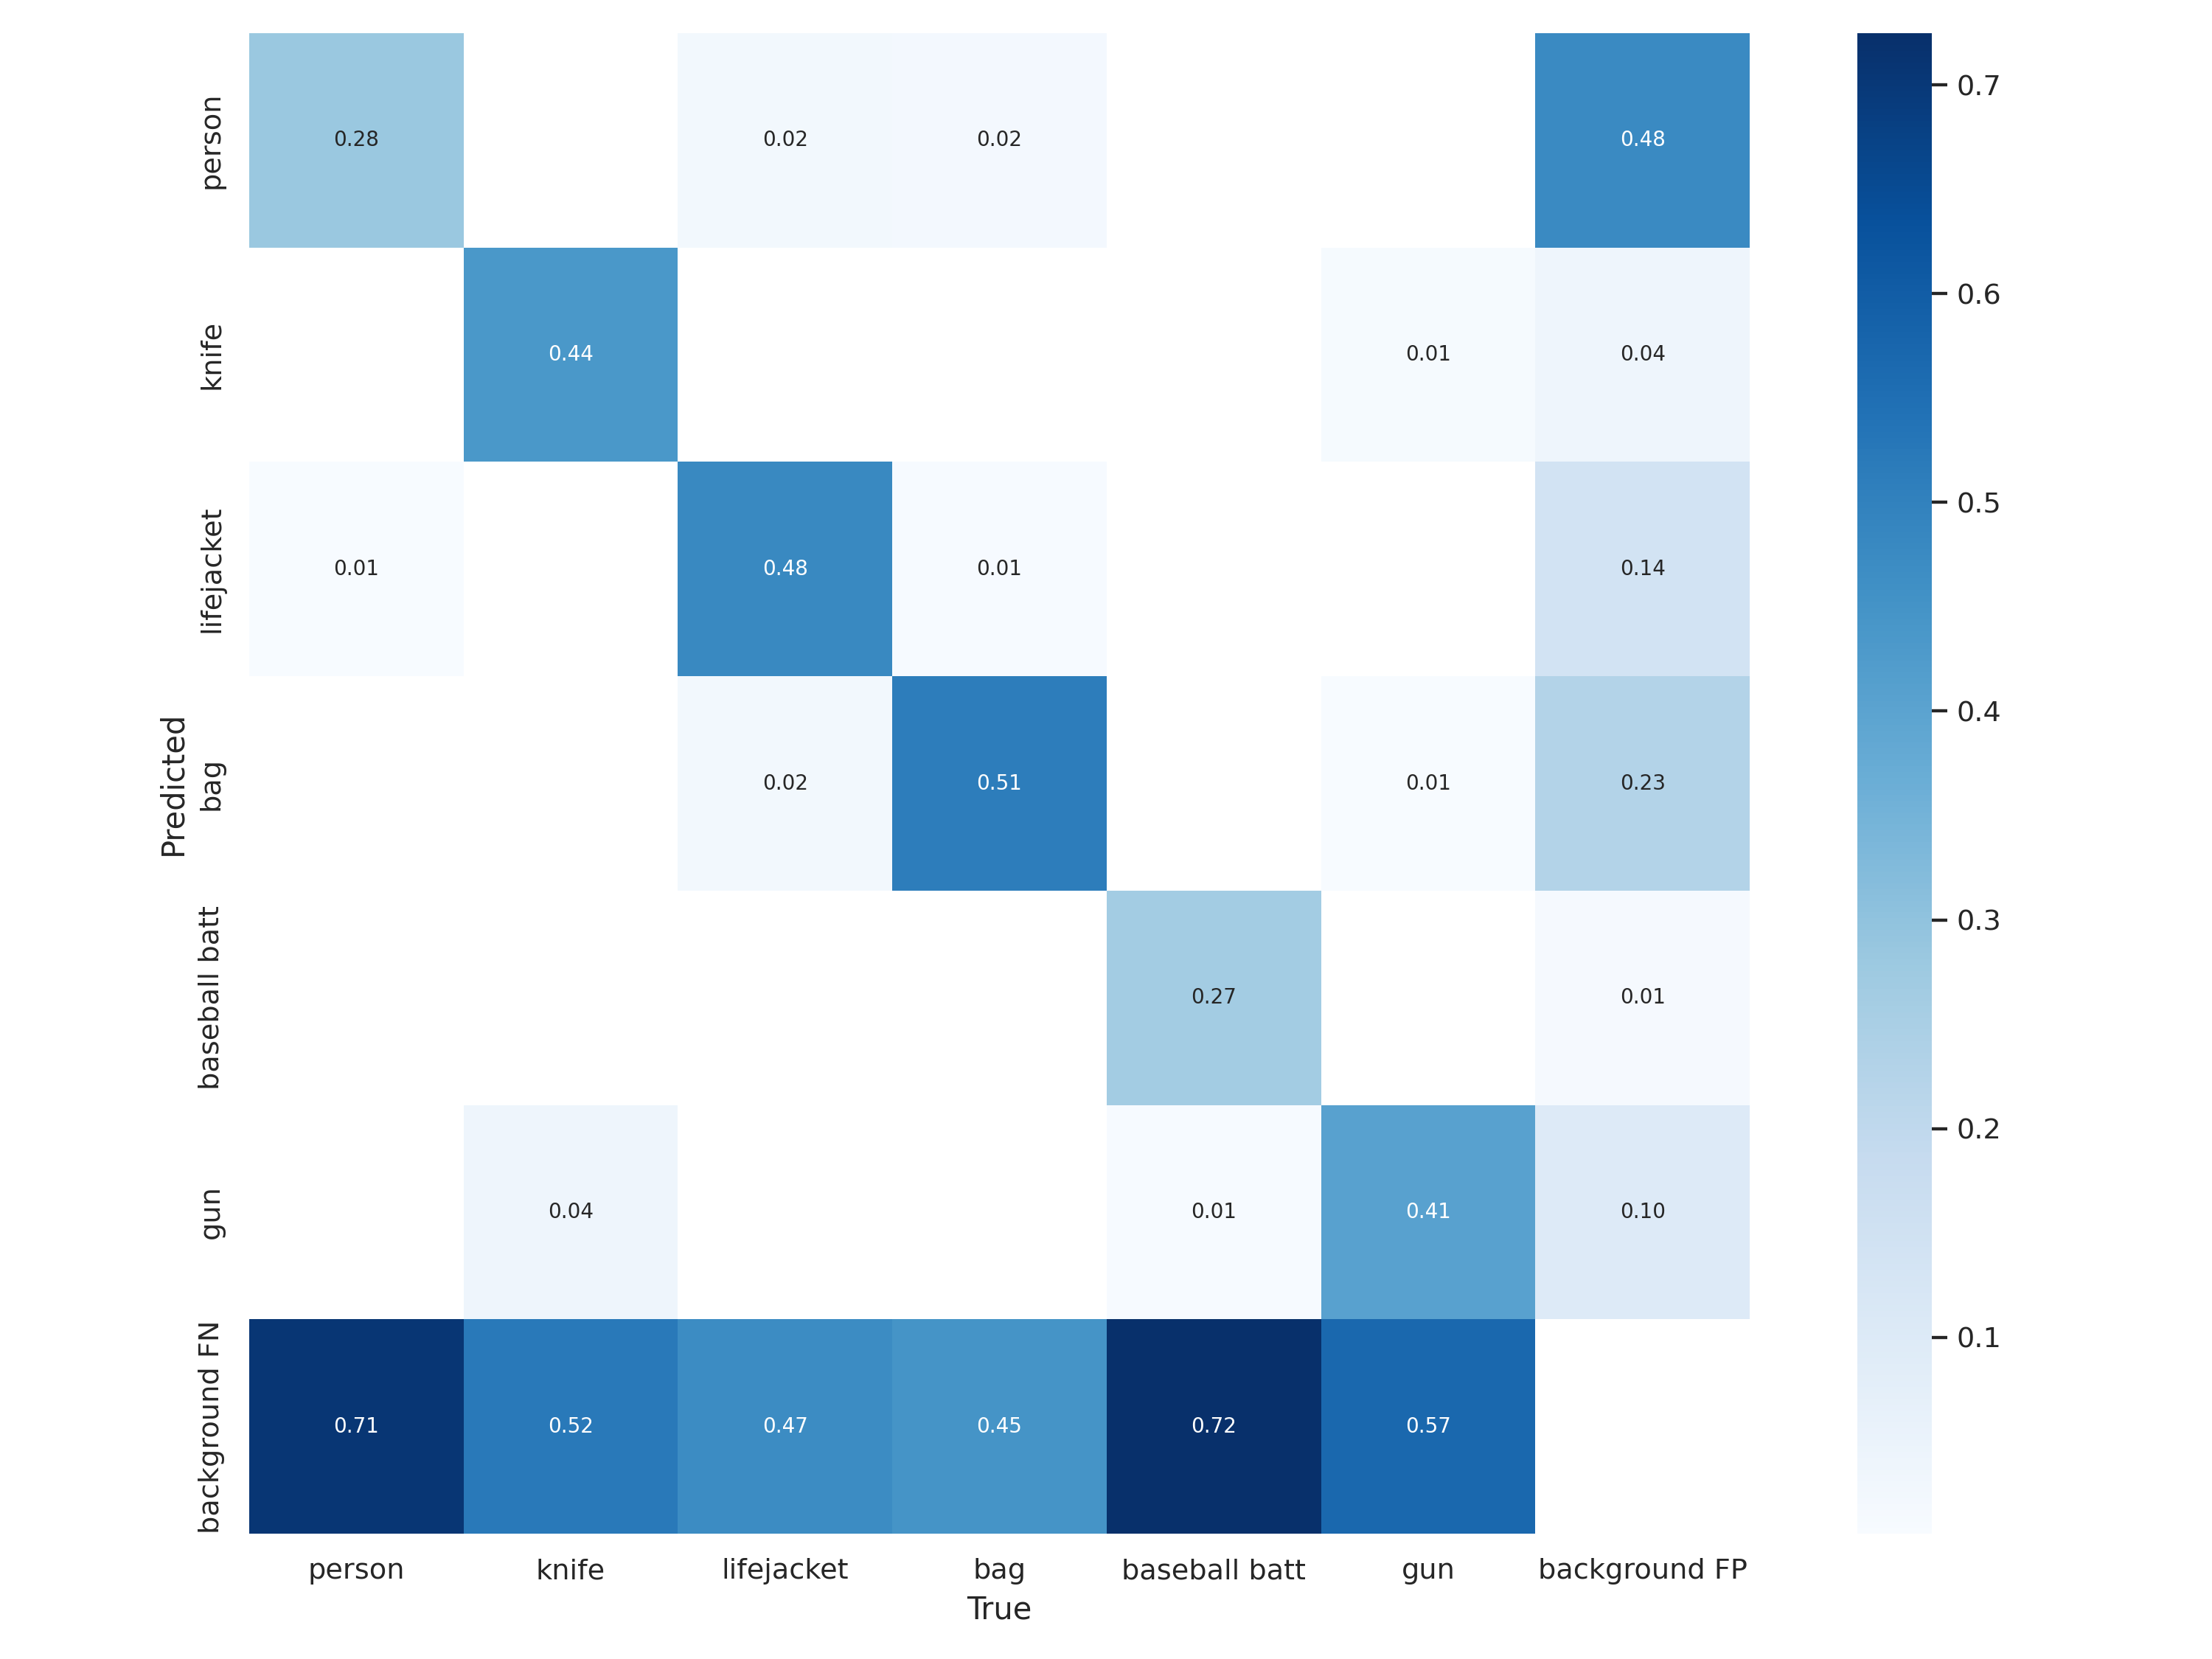 person 0.28 0.02 0.02 0.48
knife 0.44 0.01 0.04
lifejacket 0.01 0.48 0.01 0.14
bag 0.02 0.51 0.01 0.23
baseball batt 0.27 0.01
gun 0.04 0.01 0.41 0.10
background FN 0.71 0.52 0.47 0.45 0.72 0.57
Predicted
person knife lifejacket bag baseball batt gun background FP
True
0.7
0.6
0.5
0.4
0.3
0.2
0.1